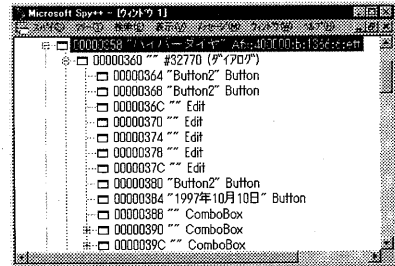 Microsoft Spy++ - [ウィンドウ 1]
00000358 "ハイパーダイヤ" Afx:400000:b:136c:c:eff
00000360 "" #32770 (ダイアログ)
00000364 "Button2" Button
00000368 "Button2" Button
0000036C "" Edit
00000370 "" Edit
00000374 "" Edit
00000378 "" Edit
0000037C "" Edit
00000380 "Button2" Button
00000384 "1997年10月10日" Button
00000388 "" ComboBox
00000390 "" ComboBox
0000039C "" ComboBox